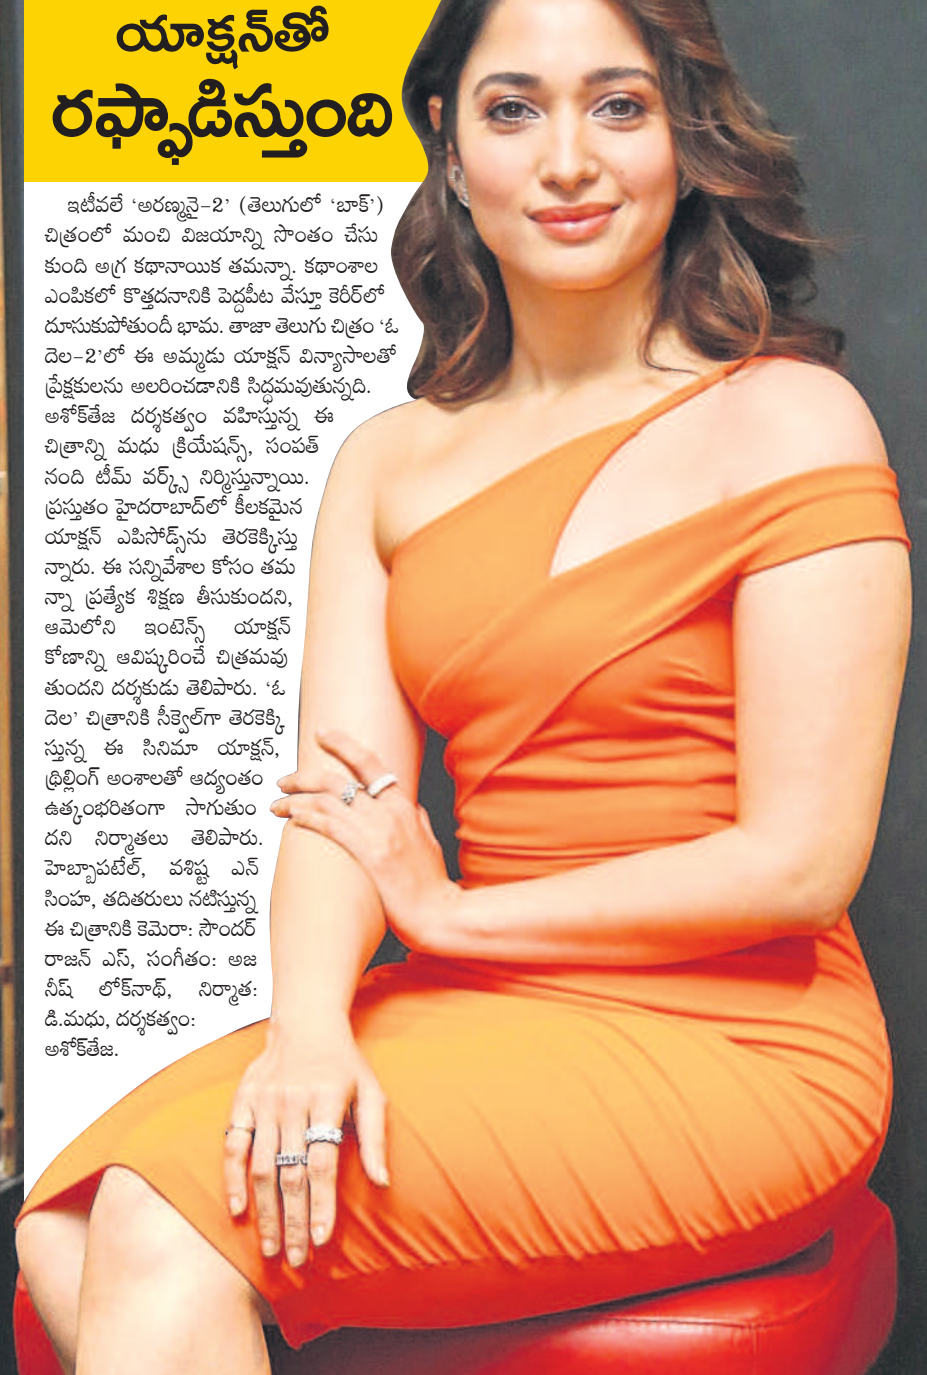 యాక్షన్‌తో
రఫ్ఫాడిస్తుంది
ఇటీవలే ‘అరణ్మనై-2’ (తెలుగులో ‘బాక్’)
చిత్రంలో మంచి విజయాన్ని సొంతం చేసు
కుంది అగ్ర కథానాయిక తమన్నా. కథాంశాల
ఎంపికలో కొత్తదనానికి పెద్దపీట వేస్తూ కెరీర్‌లో
దూసుకుపోతుందీ భామ. తాజా తెలుగు చిత్రం ‘ఓ
దెల-2’లో ఈ అమ్మడు యాక్షన్ విన్యాసాలతో
ప్రేక్షకులను అలరించడానికి సిద్ధమవుతున్నది.
అశోక్‌తేజ దర్శకత్వం వహిస్తున్న ఈ
చిత్రాన్ని మధు క్రియేషన్స్, సంపత్
నంది టీమ్ వర్క్స్ నిర్మిస్తున్నాయి.
ప్రస్తుతం హైదరాబాద్‌లో కీలకమైన
యాక్షన్ ఎపిసోడ్స్‌ను తెరకెక్కిస్తు
న్నారు. ఈ సన్నివేశాల కోసం తమ
న్నా ప్రత్యేక శిక్షణ తీసుకుందని,
ఆమెలోని ఇంటెన్స్ యాక్షన్
కోణాన్ని ఆవిష్కరించే చిత్రమవు
తుందని దర్శకుడు తెలిపారు. ‘ఓ
దెల’ చిత్రానికి సీక్వెల్‌గా తెరకెక్కి
స్తున్న ఈ సినిమా యాక్షన్,
థ్రిల్లింగ్ అంశాలతో ఆద్యంతం
ఉత్కంభరితంగా సాగుతుం
దని నిర్మాతలు తెలిపారు.
హెబ్బాపటేల్, వశిష్ట ఎన్
సింహ, తదితరులు నటిస్తున్న
ఈ చిత్రానికి కెమెరా: సౌందర్
రాజన్ ఎస్, సంగీతం: అజ
నీష్ లోక్‌నాథ్, నిర్మాత:
డి.మధు, దర్శకత్వం:
అశోక్‌తేజ.